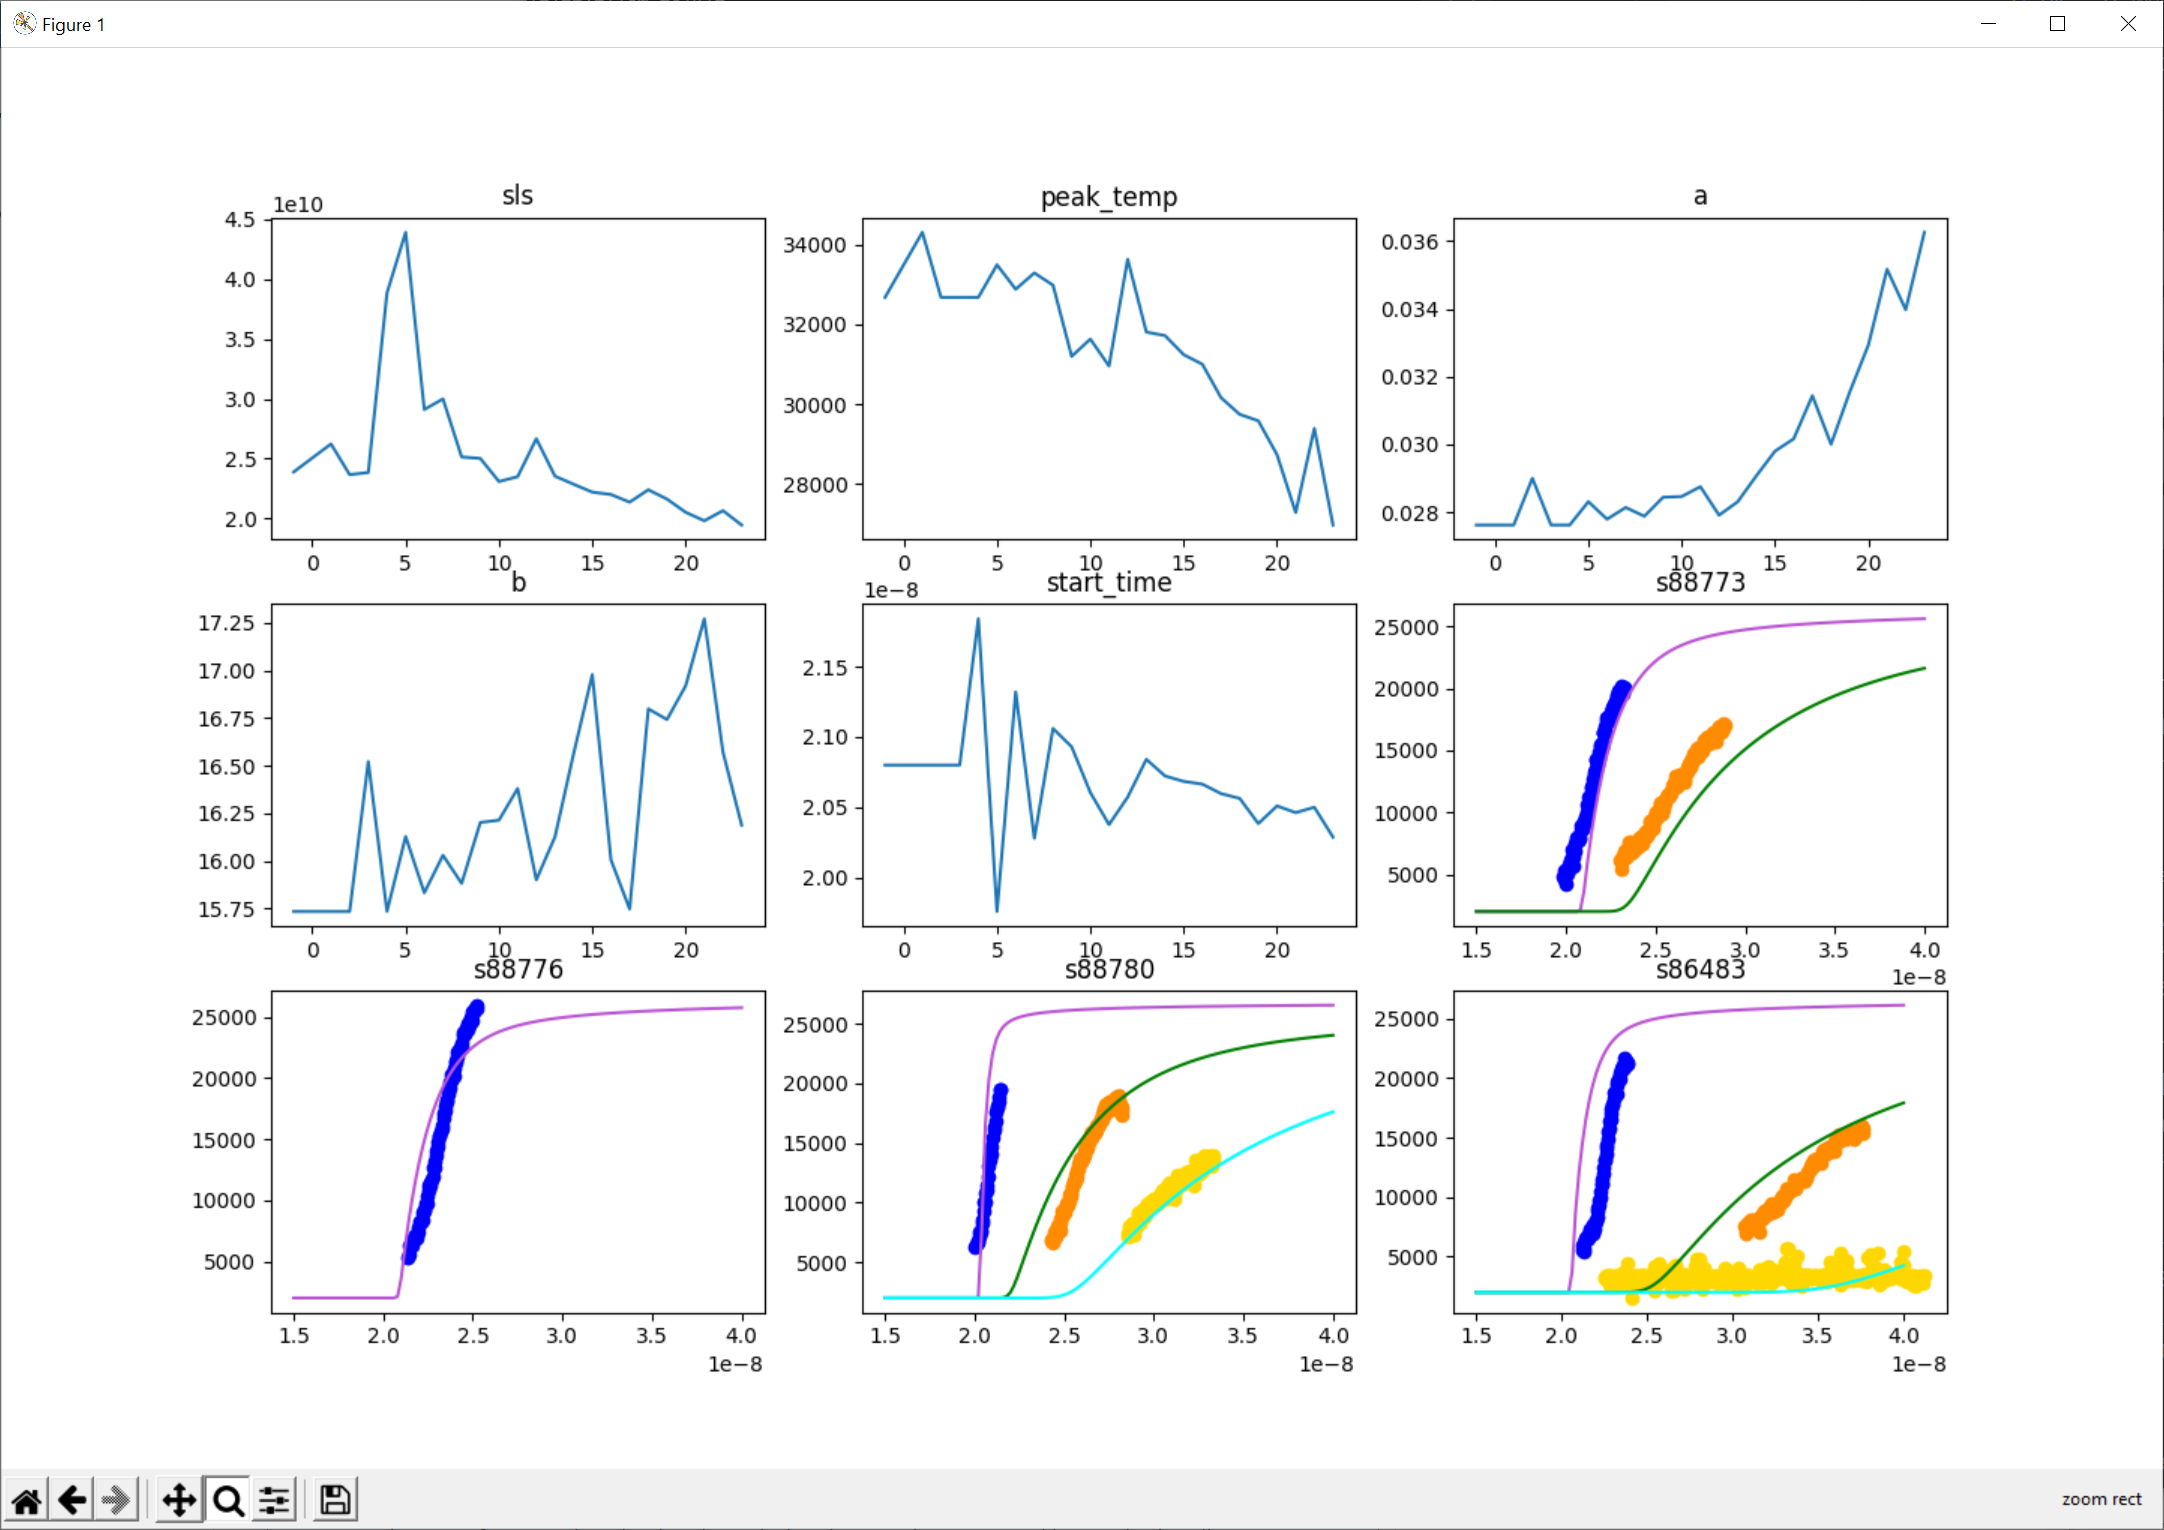 Figure 1
sls
1e10
4.5
4.0
3.5
3.0
2.5
2.0
0 5 10 15 20
peak_temp
34000
32000
30000
28000
0 5 10 15 20
a
0.036
0.034
0.032
0.030
0.028
0 5 10 15 20
b
17.25
17.00
16.75
16.50
16.25
16.00
15.75
0 5 10 15 20
start_time
1e−8
2.15
2.10
2.05
2.00
0 5 10 15 20
s88773
25000
20000
15000
10000
5000
1.5 2.0 2.5 3.0 3.5 4.0
1e−8
s88776
25000
20000
15000
10000
5000
1.5 2.0 2.5 3.0 3.5 4.0
1e−8
s88780
25000
20000
15000
10000
5000
1.5 2.0 2.5 3.0 3.5 4.0
1e−8
s86483
25000
20000
15000
10000
5000
1.5 2.0 2.5 3.0 3.5 4.0
1e−8
zoom rect